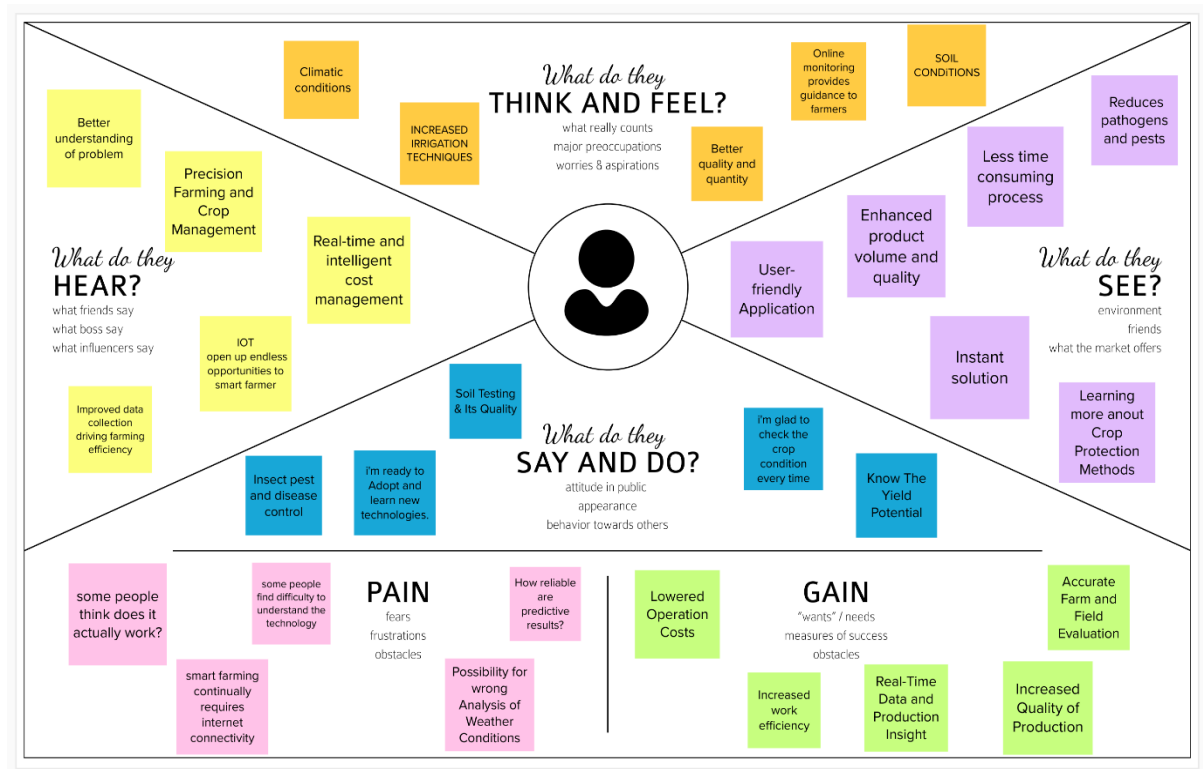 What do they
THINK AND FEEL?
what really counts
major preoccupations
worries & aspirations
Climatic
conditions
INCREASED
IRRIGATION
TECHNIQUES
Better
quality and
quantity
Online
monitoring
provides
guidance to
farmers
SOIL
CONDiTIONS
What do they
HEAR?
what friends say
what boss say
what influencers say
Better
understanding
of problem
Precision
Farming and
Crop
Management
Real-time and
intelligent
cost
management
IOT
open up endless
opportunities to
smart farmer
Improved data
collection
driving farming
efficiency
What do they
SEE?
environment
friends
what the market offers
Reduces
pathogens
and pests
Less time
consuming
process
Enhanced
product
volume and
quality
User-
friendly
Application
Instant
solution
Learning
more anout
Crop
Protection
Methods
What do they
SAY AND DO?
attitude in public
appearance
behavior towards others
Soil Testing
& Its Quality
Insect pest
and disease
control
i'm ready to
Adopt and
learn new
technologies.
i'm glad to
check the
crop
condition
every time
Know The
Yield
Potential
PAIN
fears
frustrations
obstacles
some people
think does it
actually work?
some people
find difficulty to
understand the
technology
How reliable
are
predictive
results?
smart farming
continually
requires
internet
connectivity
Possibility for
wrong
Analysis of
Weather
Conditions
GAIN
"wants" / needs
measures of success
obstacles
Lowered
Operation
Costs
Accurate
Farm and
Field
Evaluation
Increased
work
efficiency
Real-Time
Data and
Production
Insight
Increased
Quality of
Production